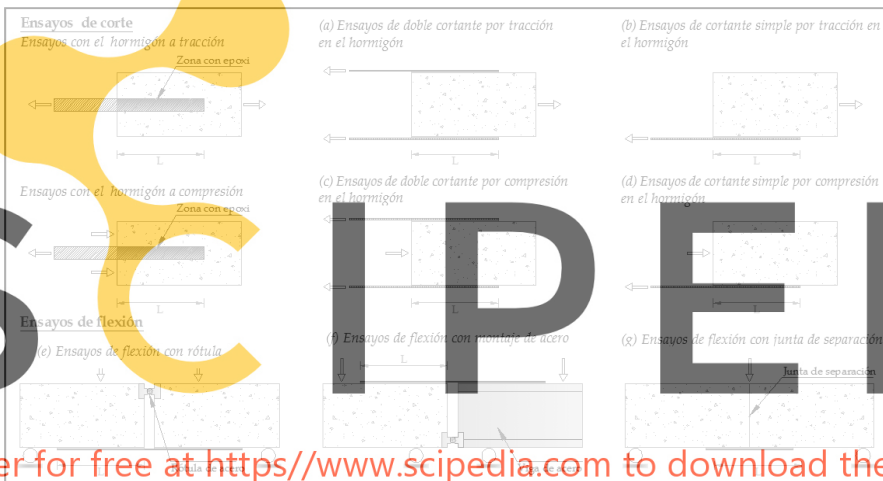 Ensayos de corte
Ensayos con el hormigón a tracción
Zona con epoxi
L
(a) Ensayos de doble cortante por tracción
en el hormigón
L
(b) Ensayos de cortante simple por tracción en
el hormigón
L
Ensayos con el hormigón a compresión
Zona con epoxi
L
(c) Ensayos de doble cortante por compresión
en el hormigón
L
(d) Ensayos de cortante simple por compresión
en el hormigón
L
Ensayos de flexión
(e) Ensayos de flexión con rótula
Rótula de acero
(f) Ensayos de flexión con montaje de acero
L
Viga de acero
(g) Ensayos de flexión con junta de separación
Junta de separación
SCIPE
er for free at https//www.scipedia.com to download the